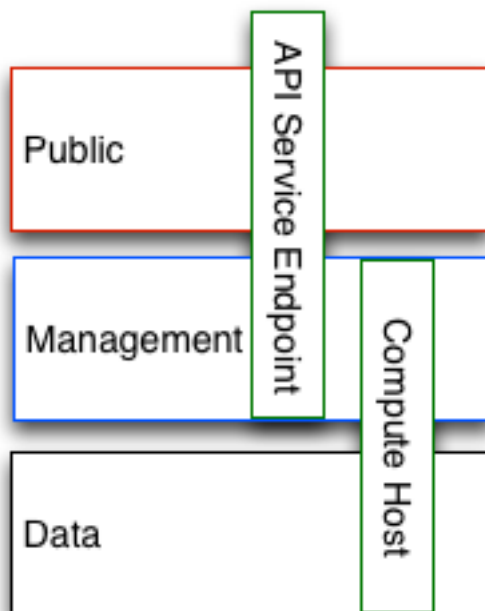 Public
API Service Endpoint
Management
Compute Host
Data